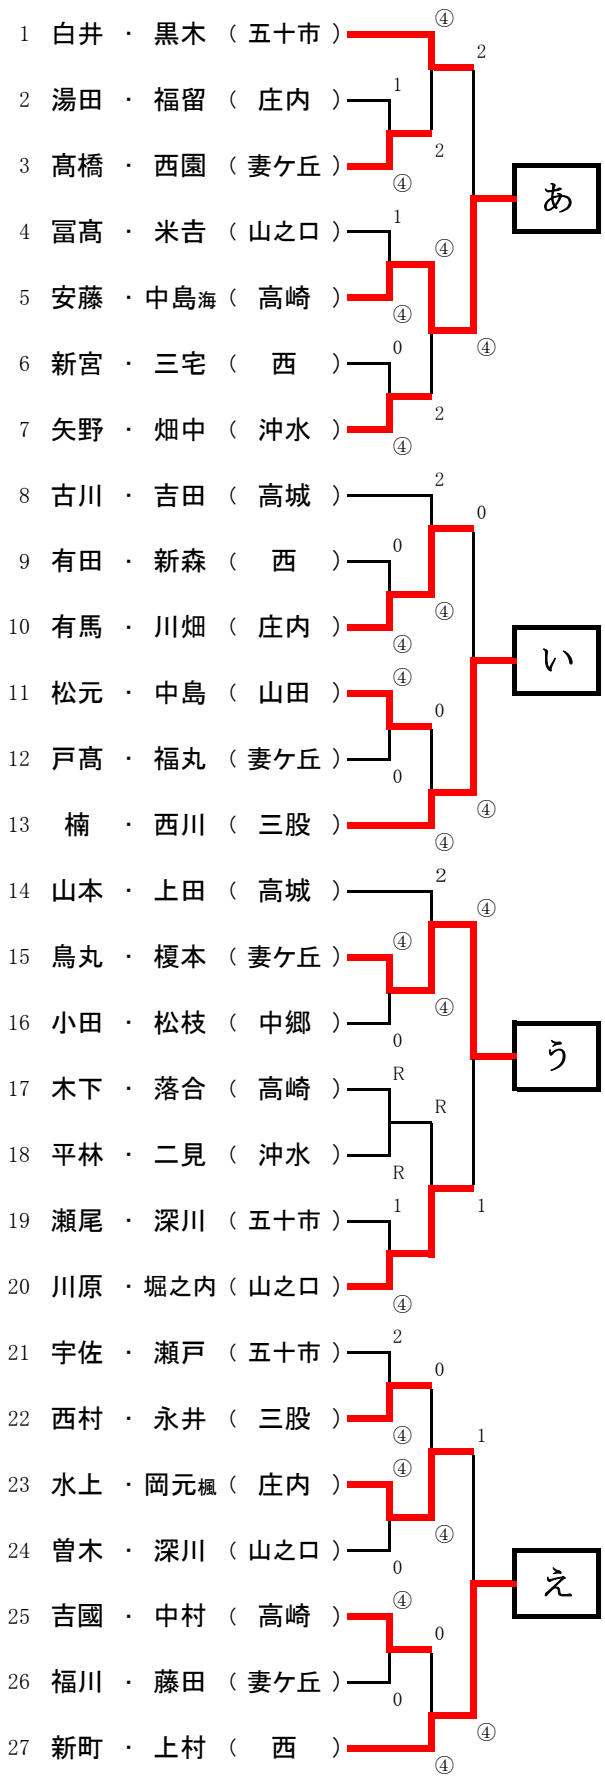 ④
1 白井 ・ 黒木 ( 五十市 )
2
1
2 湯田 ・ 福留 ( 庄内 )
2
3 髙橋 ・ 西園 ( 妻ケ丘 )
④
あ
1
4 冨髙 ・ 米𠮷 ( 山之口 )
④
5 安藤 ・ 中島海 ( 高崎 )
④
0
④
6 新宮 ・ 三宅 ( 西 )
2
7 矢野 ・ 畑中 ( 沖水 )
④
2
8 古川 ・ 吉田 ( 高城 )
0
0
9 有田 ・ 新森 ( 西 )
④
10 有馬 ・ 川畑 ( 庄内 )
④
い
④
11 松元 ・ 中島 ( 山田 )
0
12 戸髙 ・ 福丸 ( 妻ケ丘 )
0
④
13 楠 ・ 西川 ( 三股 )
④
2
14 山本 ・ 上田 ( 高城 )
④
④
15 鳥丸 ・ 榎本 ( 妻ケ丘 )
④
16 小田 ・ 松枝 ( 中郷 )
0
う
R
17 木下 ・ 落合 ( 高崎 )
R
18 平林 ・ 二見 ( 沖水 )
R
1
1
19 瀬尾 ・ 深川 ( 五十市 )
20 川原 ・ 堀之内 ( 山之口 )
④
2
21 宇佐 ・ 瀬戸 ( 五十市 )
0
22 西村 ・ 永井 ( 三股 )
④
1
④
23 水上 ・ 岡元楓 ( 庄内 )
④
24 曽木 ・ 深川 ( 山之口 )
0
え
④
25 吉國 ・ 中村 ( 高崎 )
0
26 福川 ・ 藤田 ( 妻ケ丘 )
0
④
27 新町 ・ 上村 ( 西 )
④